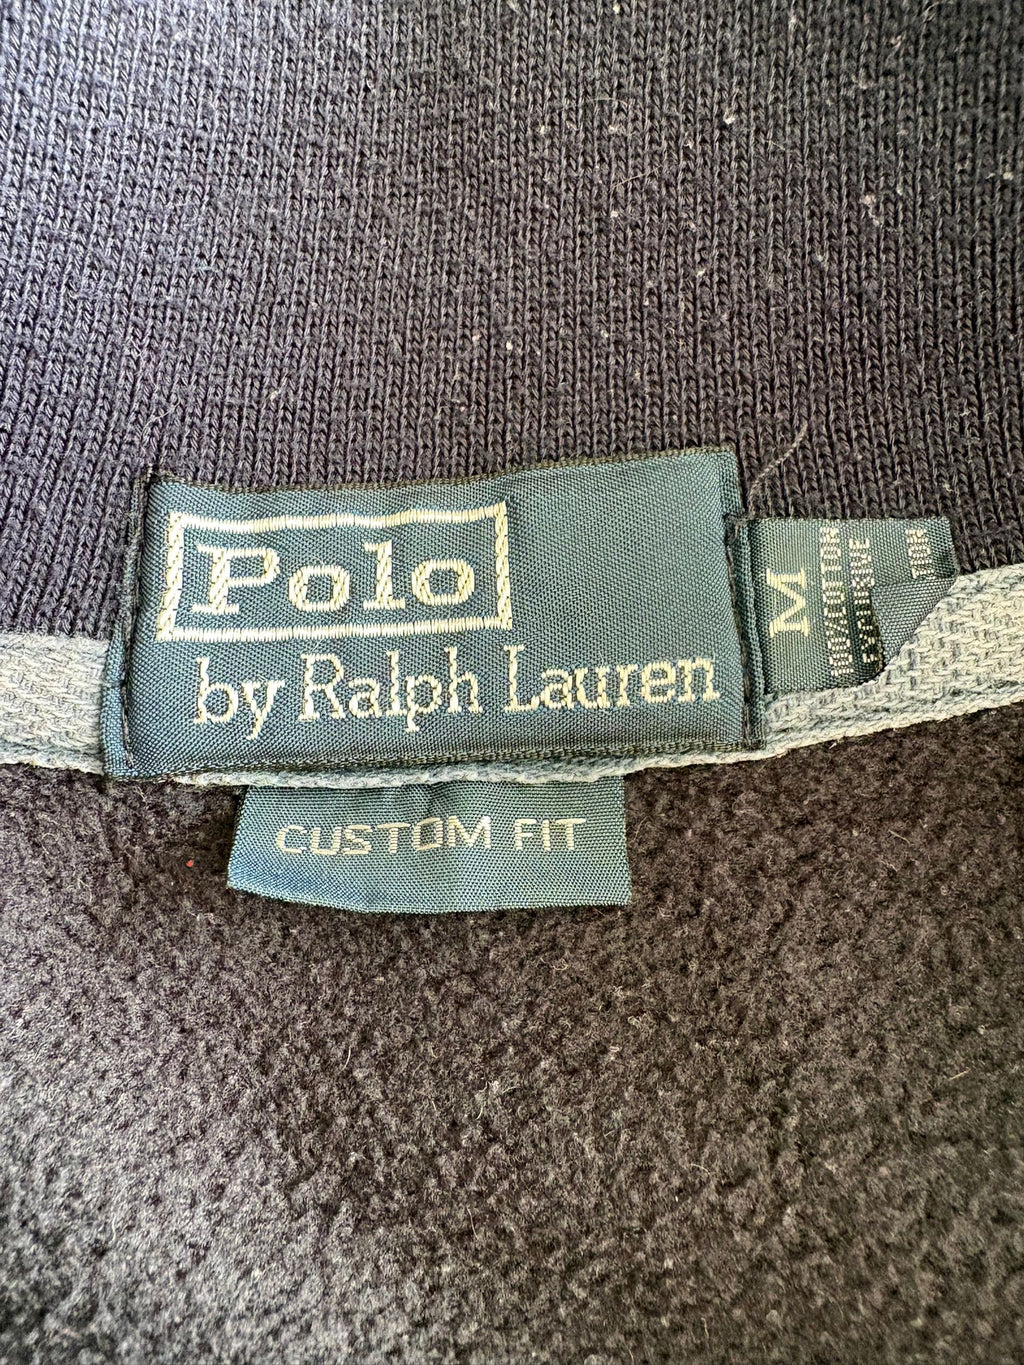 Polo
by Ralph Lauren
CUSTOM FIT
M